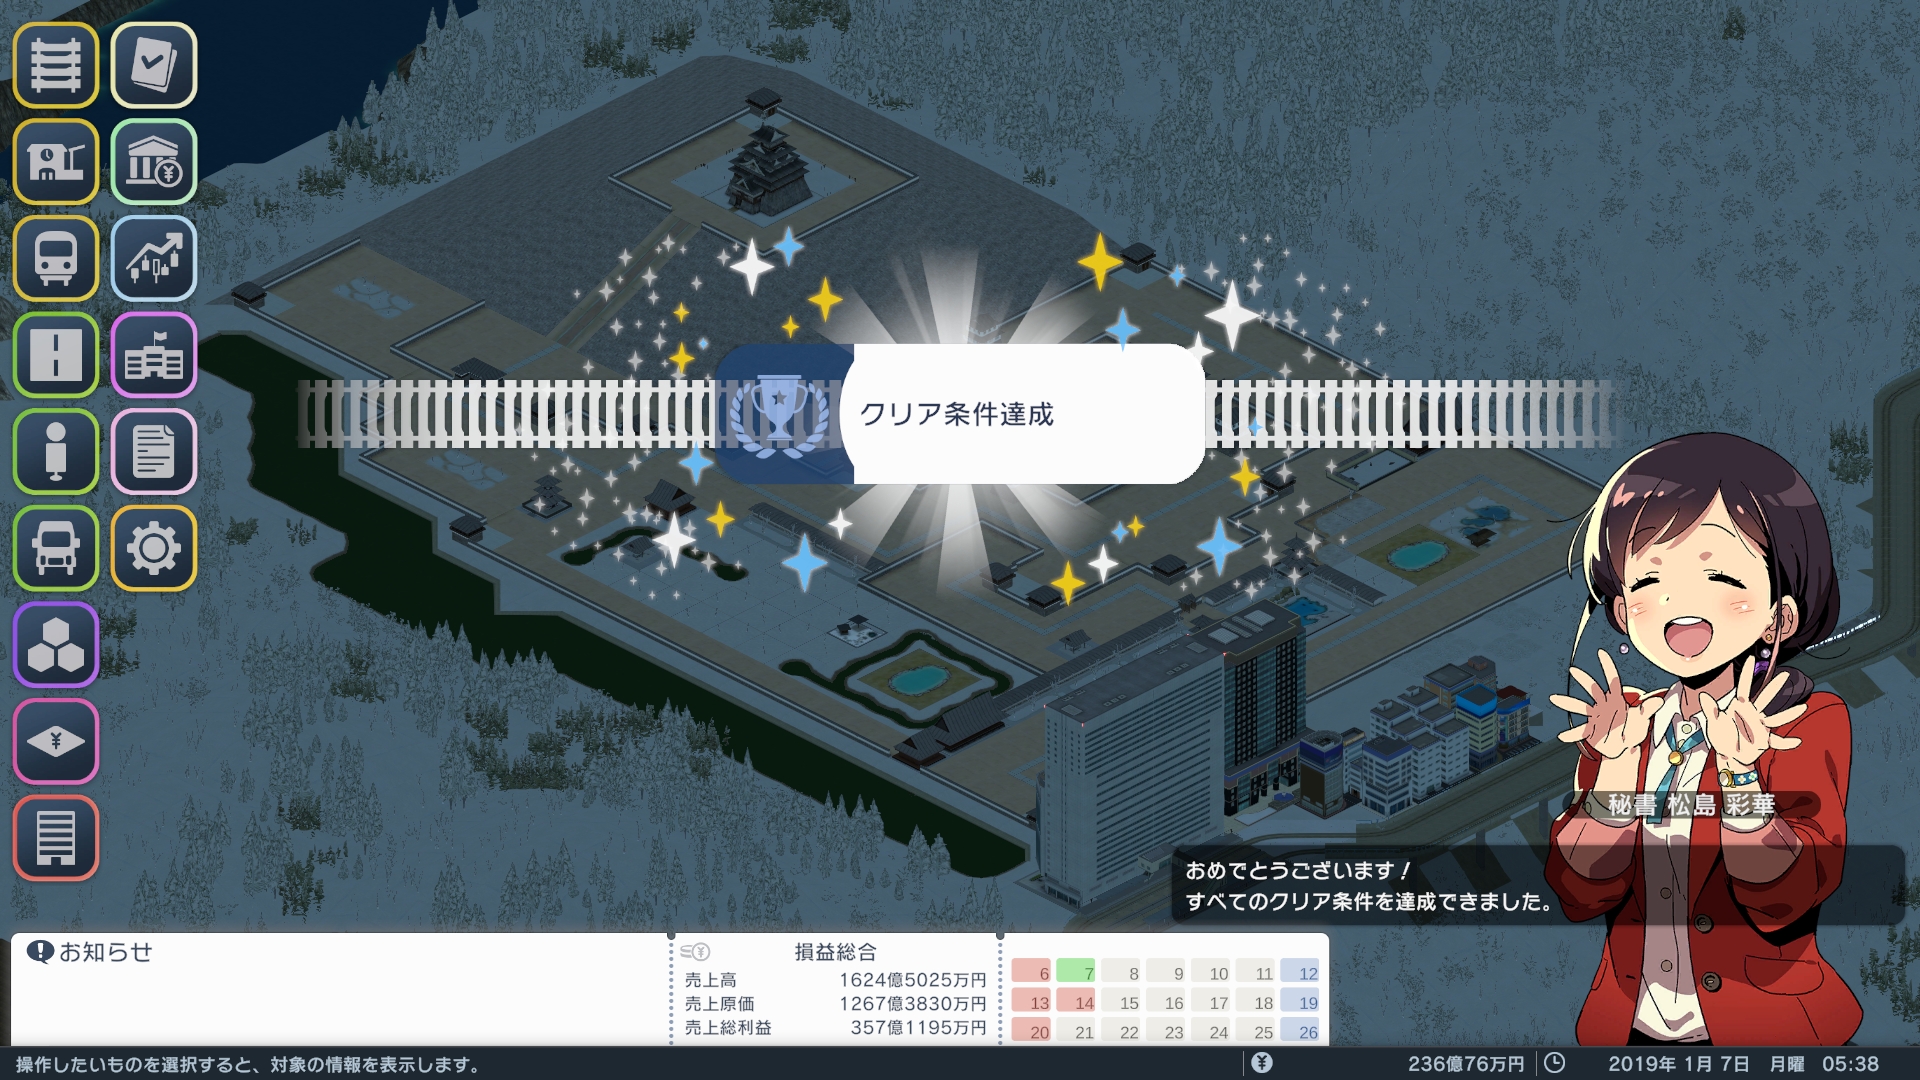 クリア条件達成
秘書 松島 彩華
おめでとうございます！
すべてのクリア条件を達成できました。
お知らせ
損益総合
売上高 1624億5025万円
売上原価 1267億3830万円
売上総利益 357億1195万円
6 7 8 9 10 11 12
13 14 15 16 17 18 19
20 21 22 23 24 25 26
操作したいものを選択すると、対象の情報を表示します。
236億76万円
2019年 1月 7日 月曜 05:38